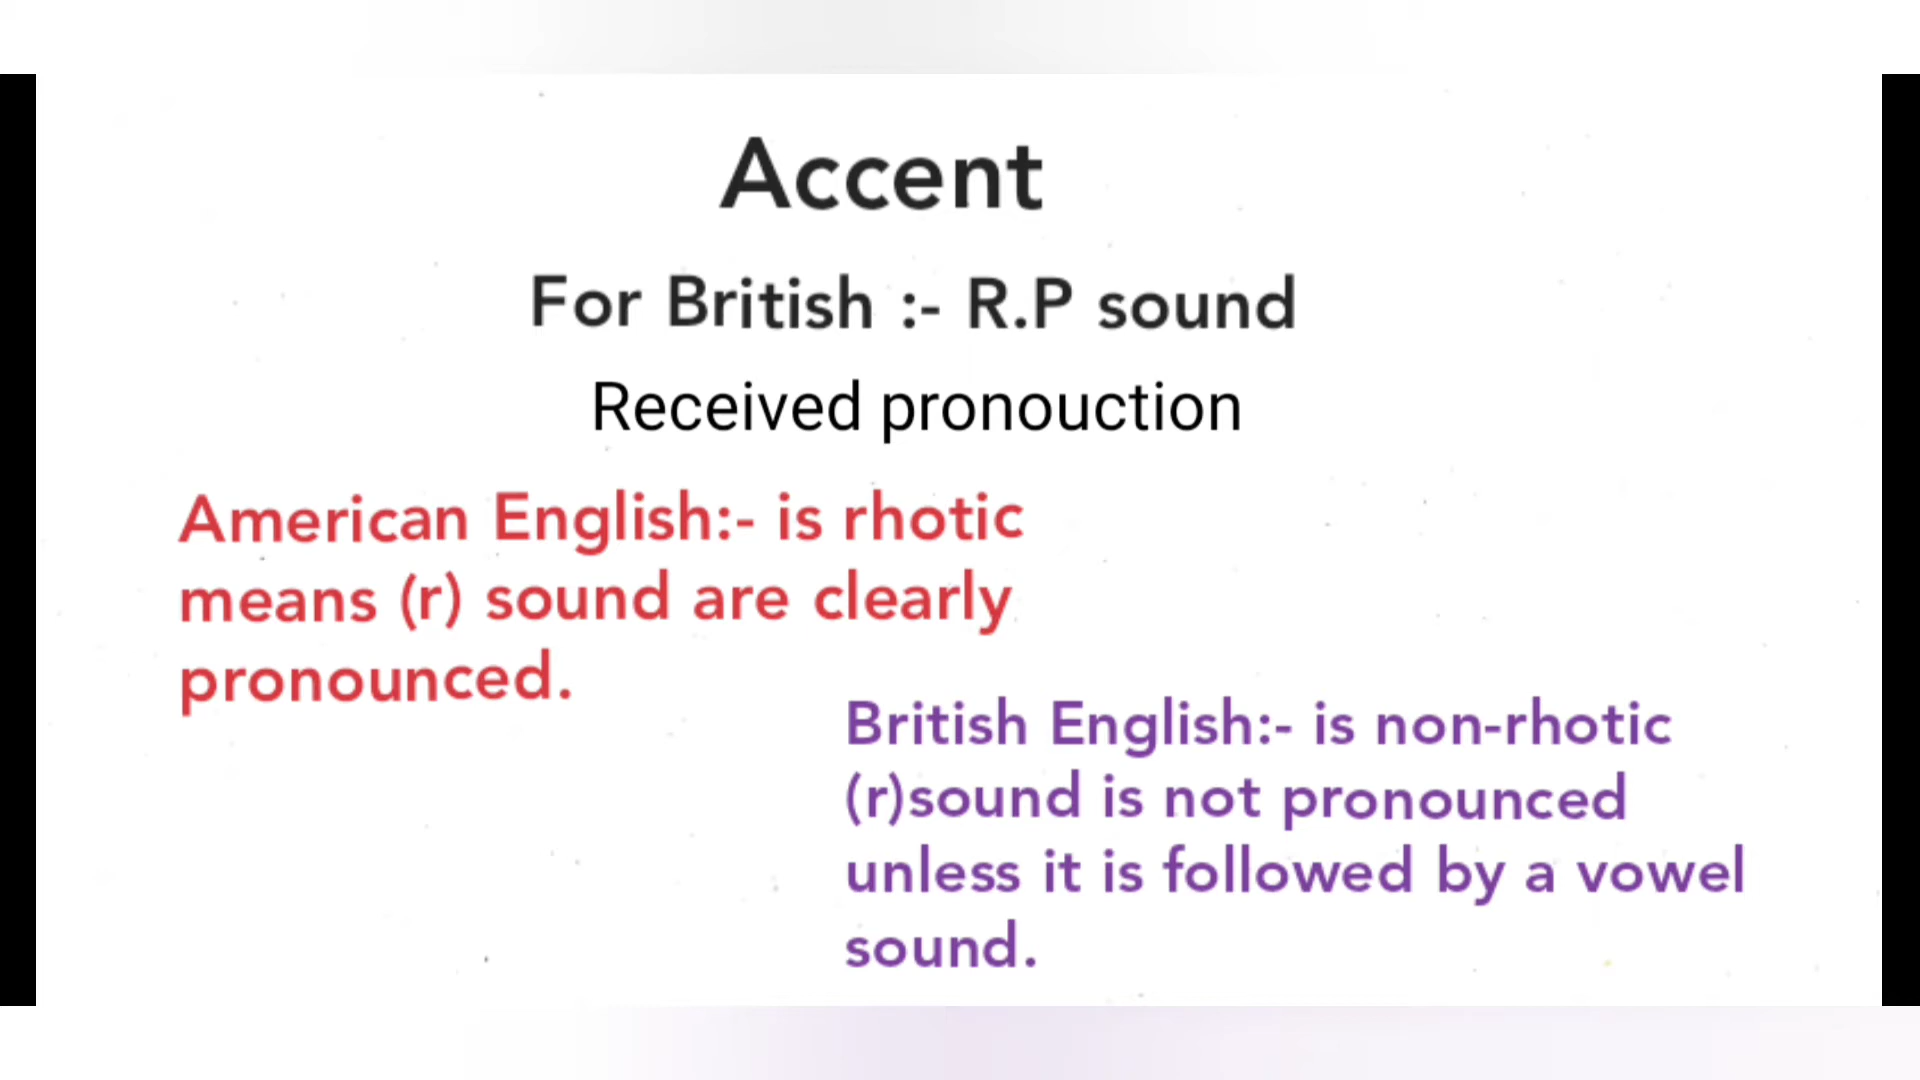 Accent
For British :- R.P sound
Received pronouction
American English:- is rhotic
means (r) sound are clearly
pronounced.
British English:- is non-rhotic
(r)sound is not pronounced
unless it is followed by a vowel
sound.